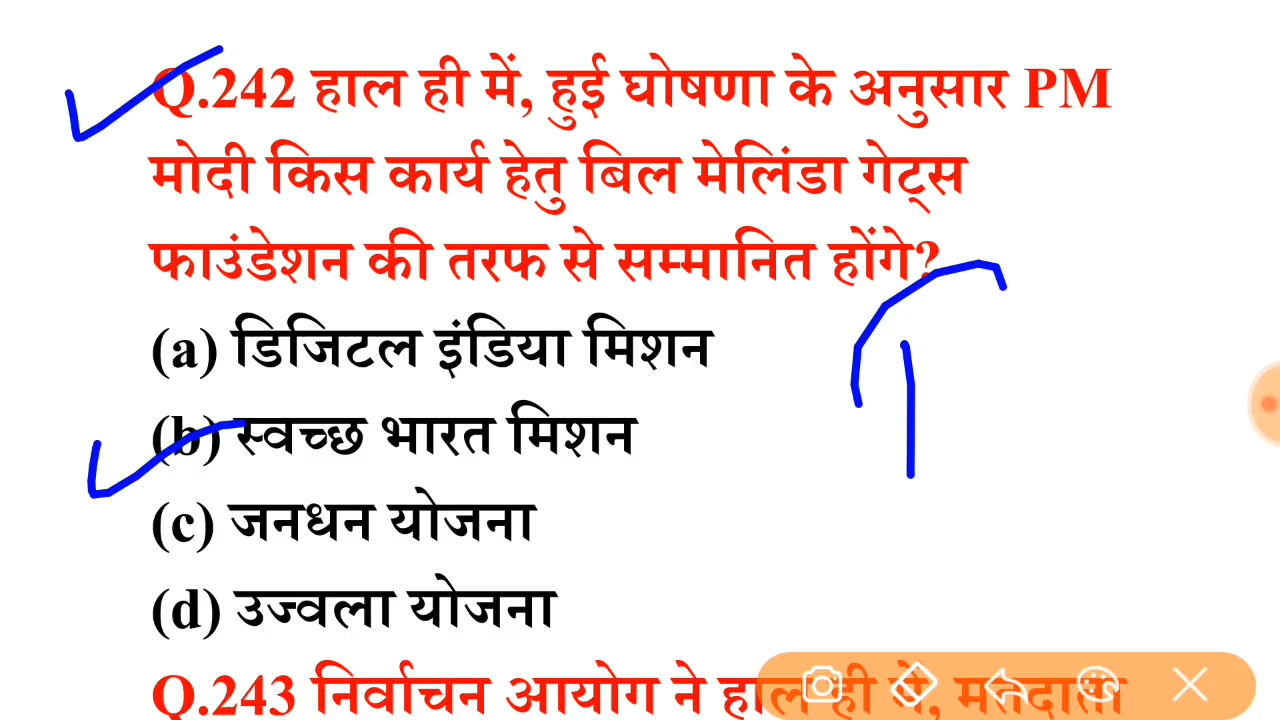 Q.242 हाल ही में, हुई घोषणा के अनुसार PM
मोदी किस कार्य हेतु बिल मेलिंडा गेट्स
फाउंडेशन की तरफ से सम्मानित होंगे?
(a) डिजिटल इंडिया मिशन
(b) स्वच्छ भारत मिशन
(c) जनधन योजना
(d) उज्वला योजना
Q.243 निर्वाचन आयोग ने हाल ही में, मतदाता